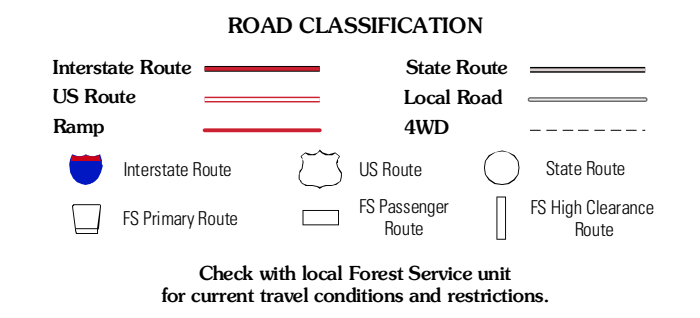 ROAD CLASSIFICATION
Interstate Route
State Route
US Route
Local Road
Ramp
4WD
Interstate Route
US Route
State Route
FS Primary Route
FS Passenger
Route
FS High Clearance
Route
Check with local Forest Service unit
for current travel conditions and restrictions.